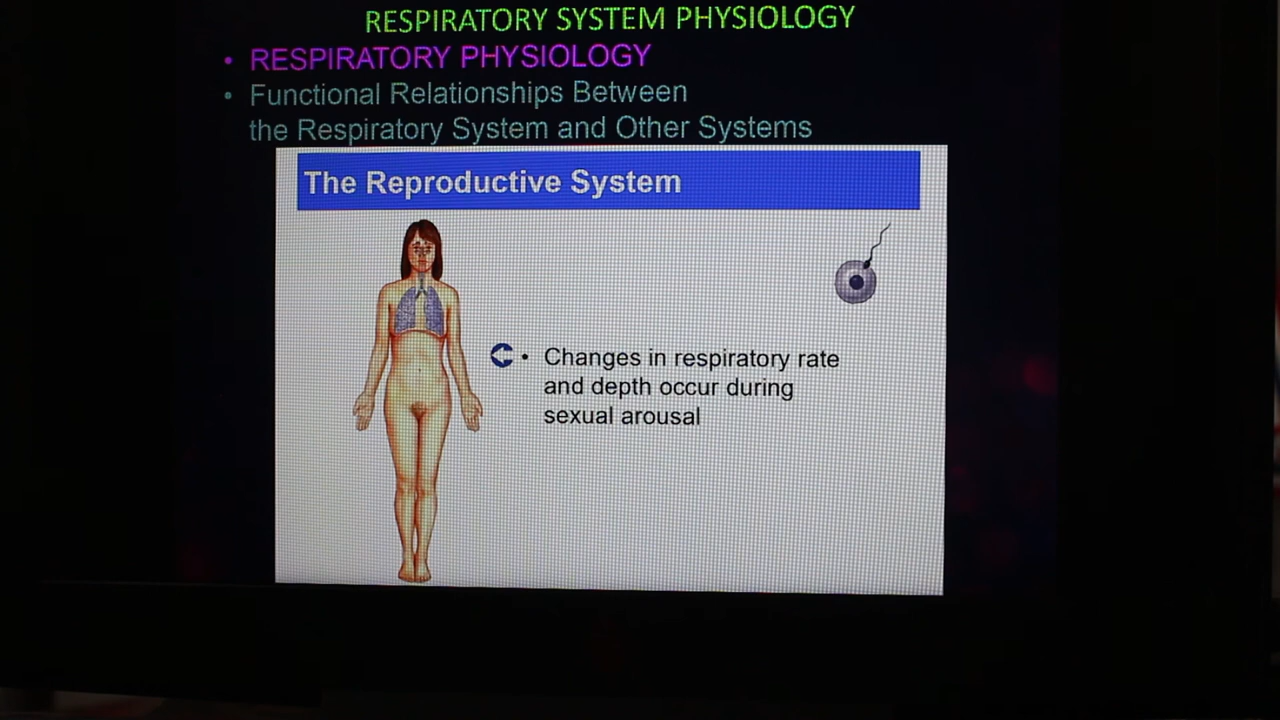 RESPIRATORY SYSTEM PHYSIOLOGY
• RESPIRATORY PHYSIOLOGY
• Functional Relationships Between
the Respiratory System and Other Systems
The Reproductive System
• Changes in respiratory rate
and depth occur during
sexual arousal